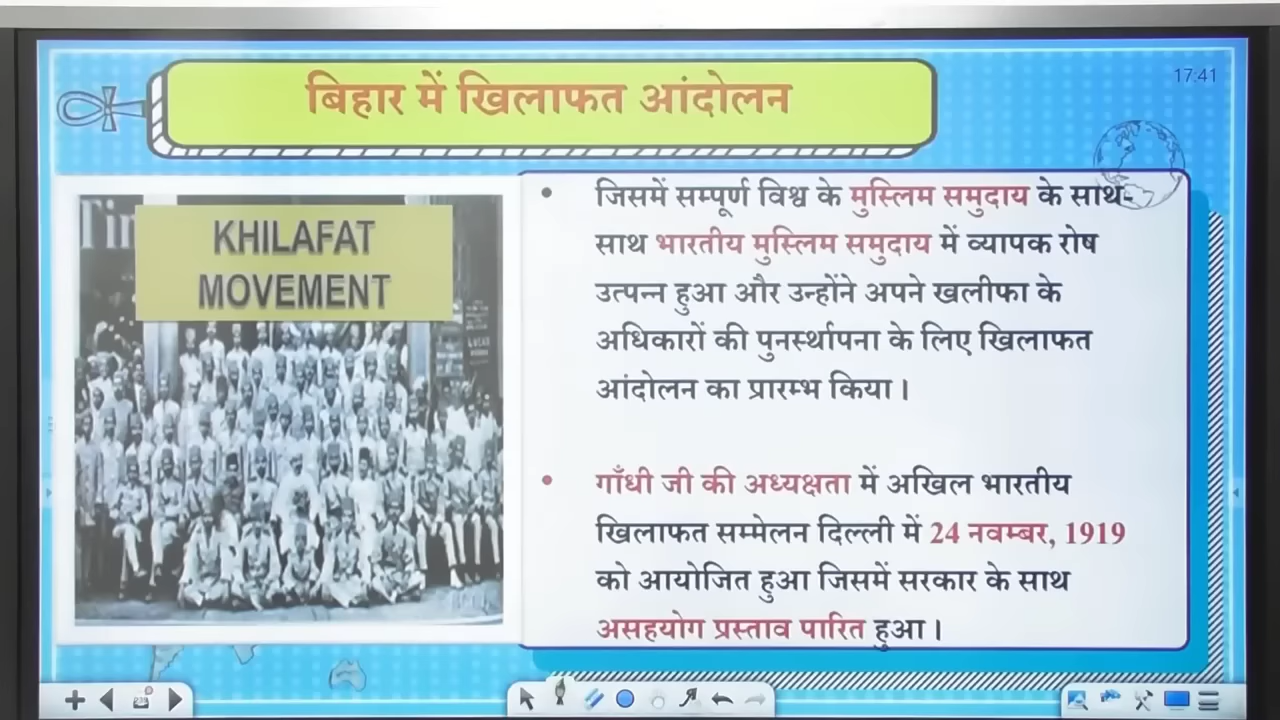 17:41
बिहार में खिलाफत आंदोलन
KHILAFAT
MOVEMENT
• जिसमें सम्पूर्ण विश्व के मुस्लिम समुदाय के साथ-
साथ भारतीय मुस्लिम समुदाय में व्यापक रोष
उत्पन्न हुआ और उन्होंने अपने खलीफा के
अधिकारों की पुनर्स्थापना के लिए खिलाफत
आंदोलन का प्रारम्भ किया।
• गाँधी जी की अध्यक्षता में अखिल भारतीय
खिलाफत सम्मेलन दिल्ली में 24 नवम्बर, 1919
को आयोजित हुआ जिसमें सरकार के साथ
असहयोग प्रस्ताव पारित हुआ।